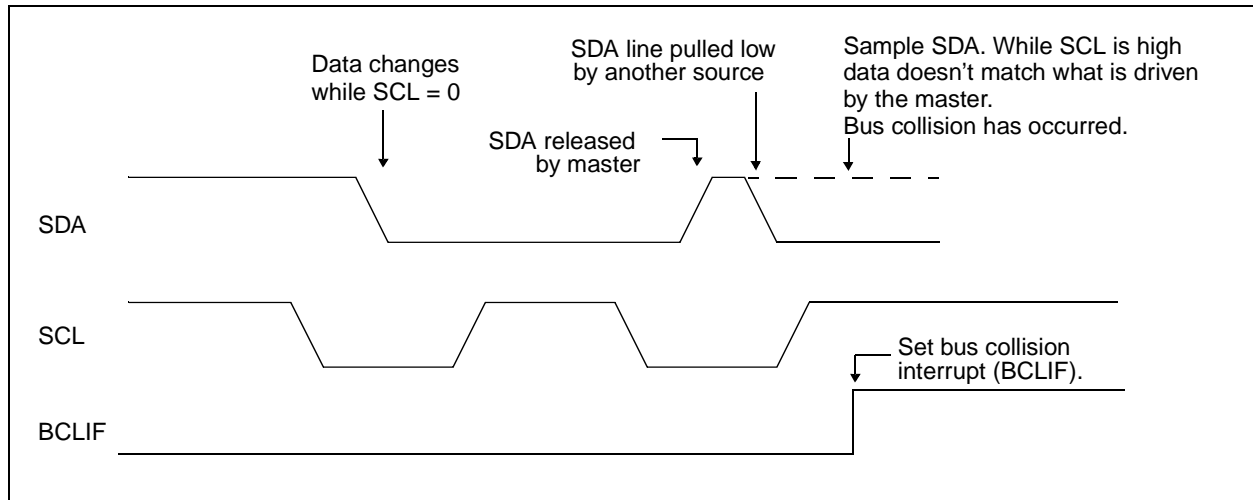 Data changes
while SCL = 0
SDA line pulled low
by another source
Sample SDA. While SCL is high
data doesn't match what is driven
by the master.
Bus collision has occurred.
SDA released
by master
SDA
SCL
Set bus collision
interrupt (BCLIF).
BCLIF